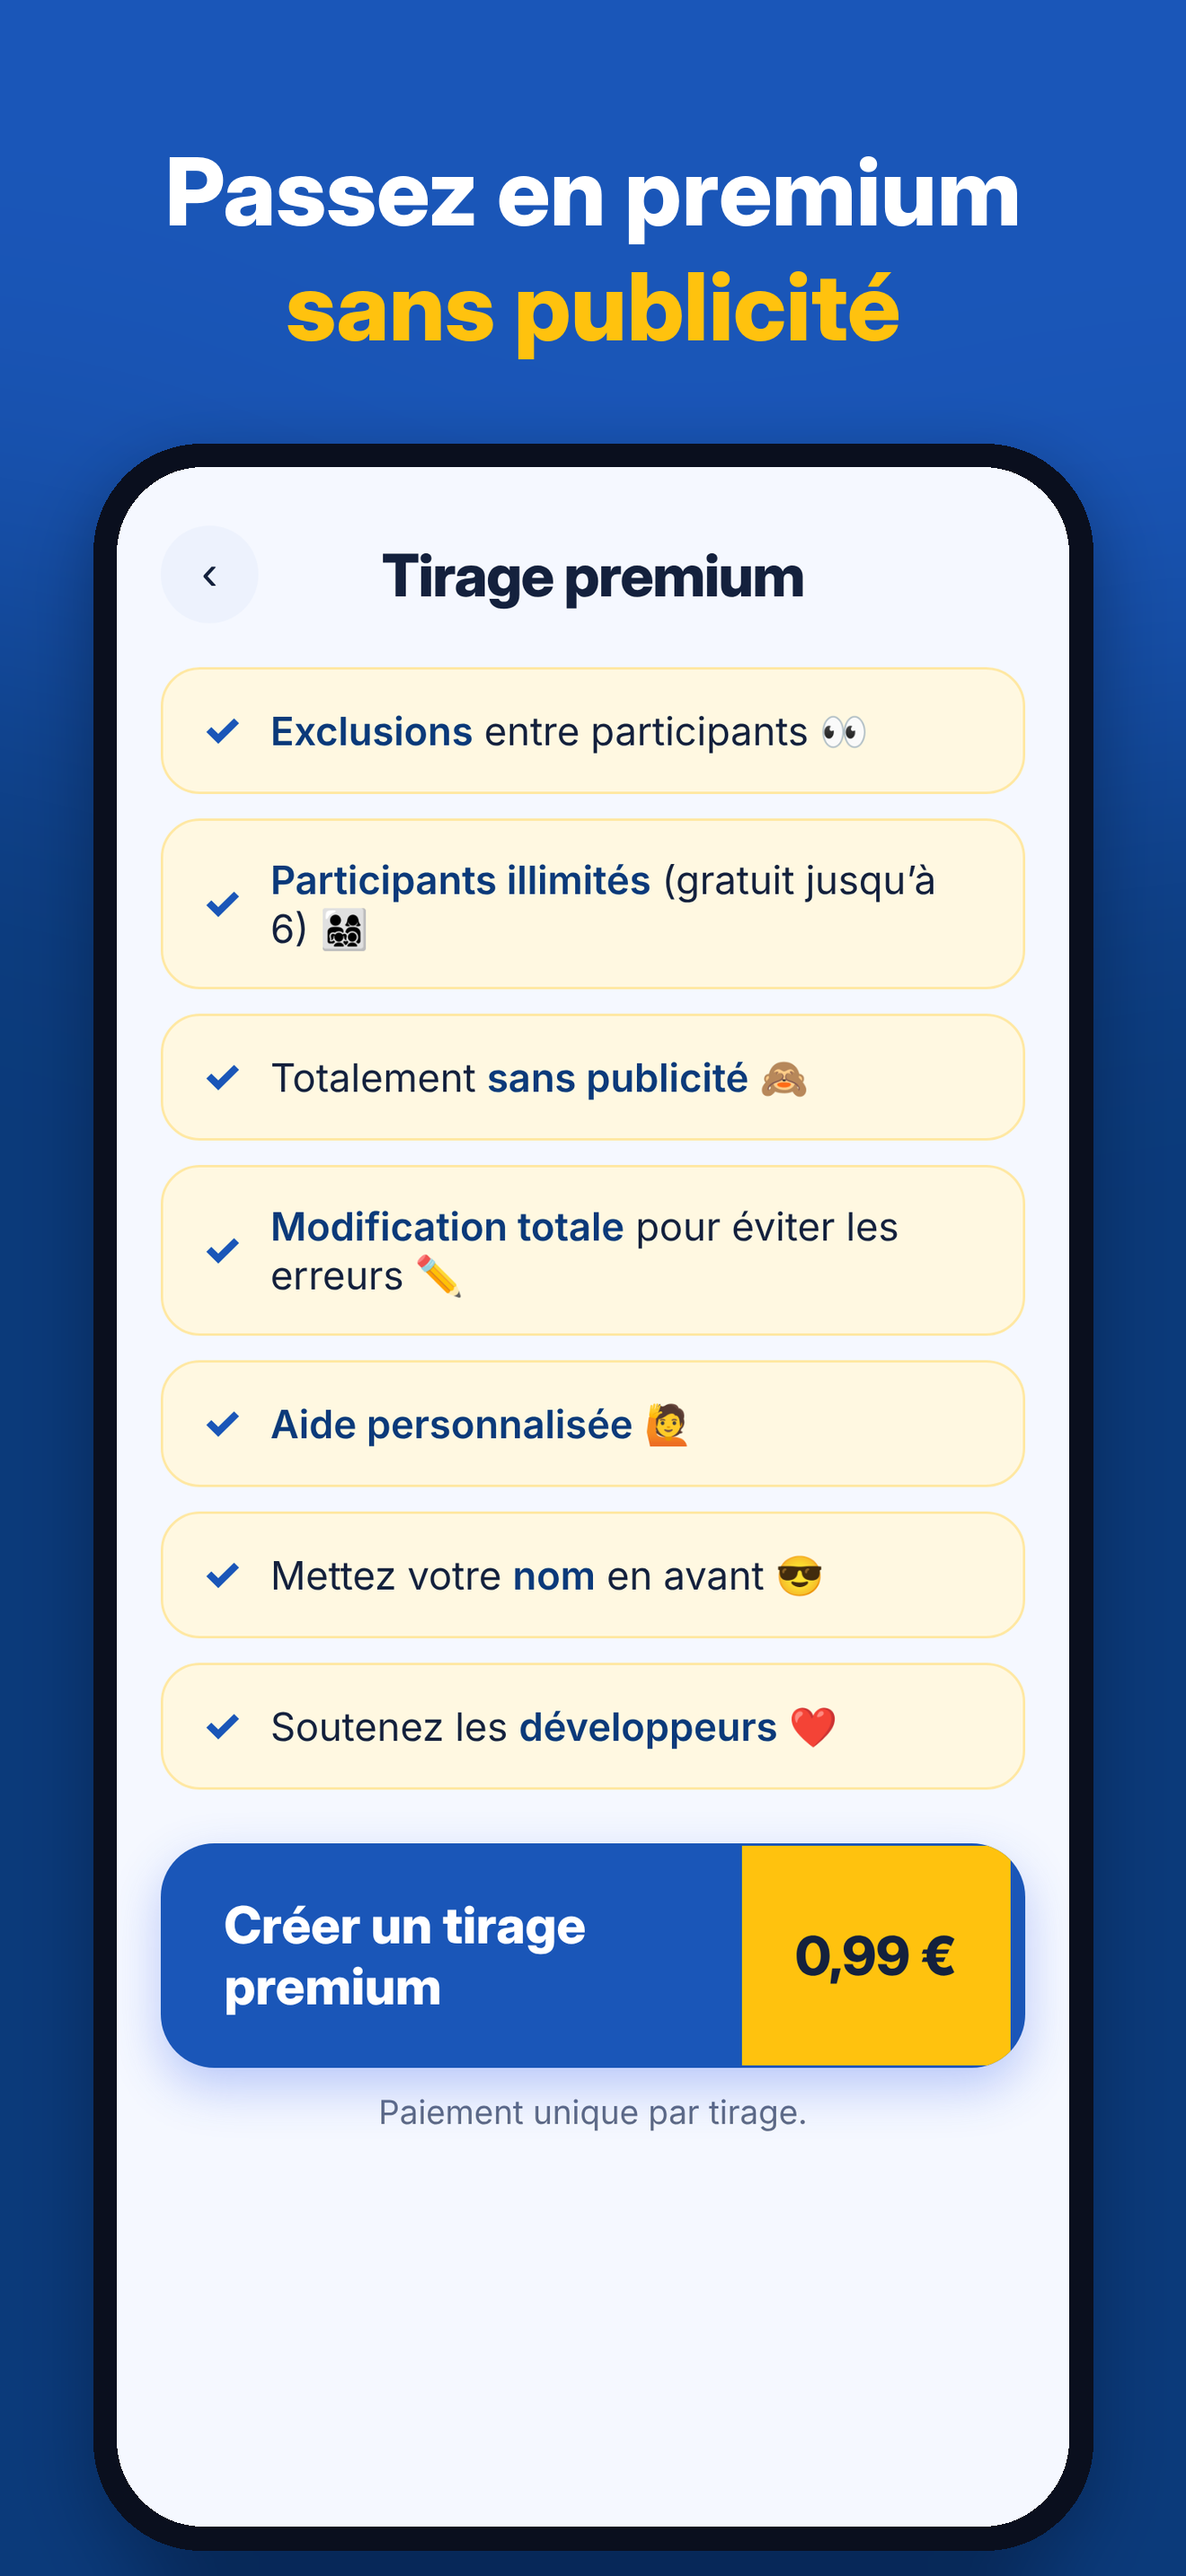 Passez en premium
sans publicité
‹
Tirage premium
Exclusions entre participants 👀
Participants illimités (gratuit jusqu’à
6) 👨‍👩‍👧‍👦
Totalement sans publicité 🙈
Modification totale pour éviter les
erreurs ✏️
Aide personnalisée 🙋
Mettez votre nom en avant 😎
Soutenez les développeurs ❤️
Créer un tirage
premium
0,99 €
Paiement unique par tirage.